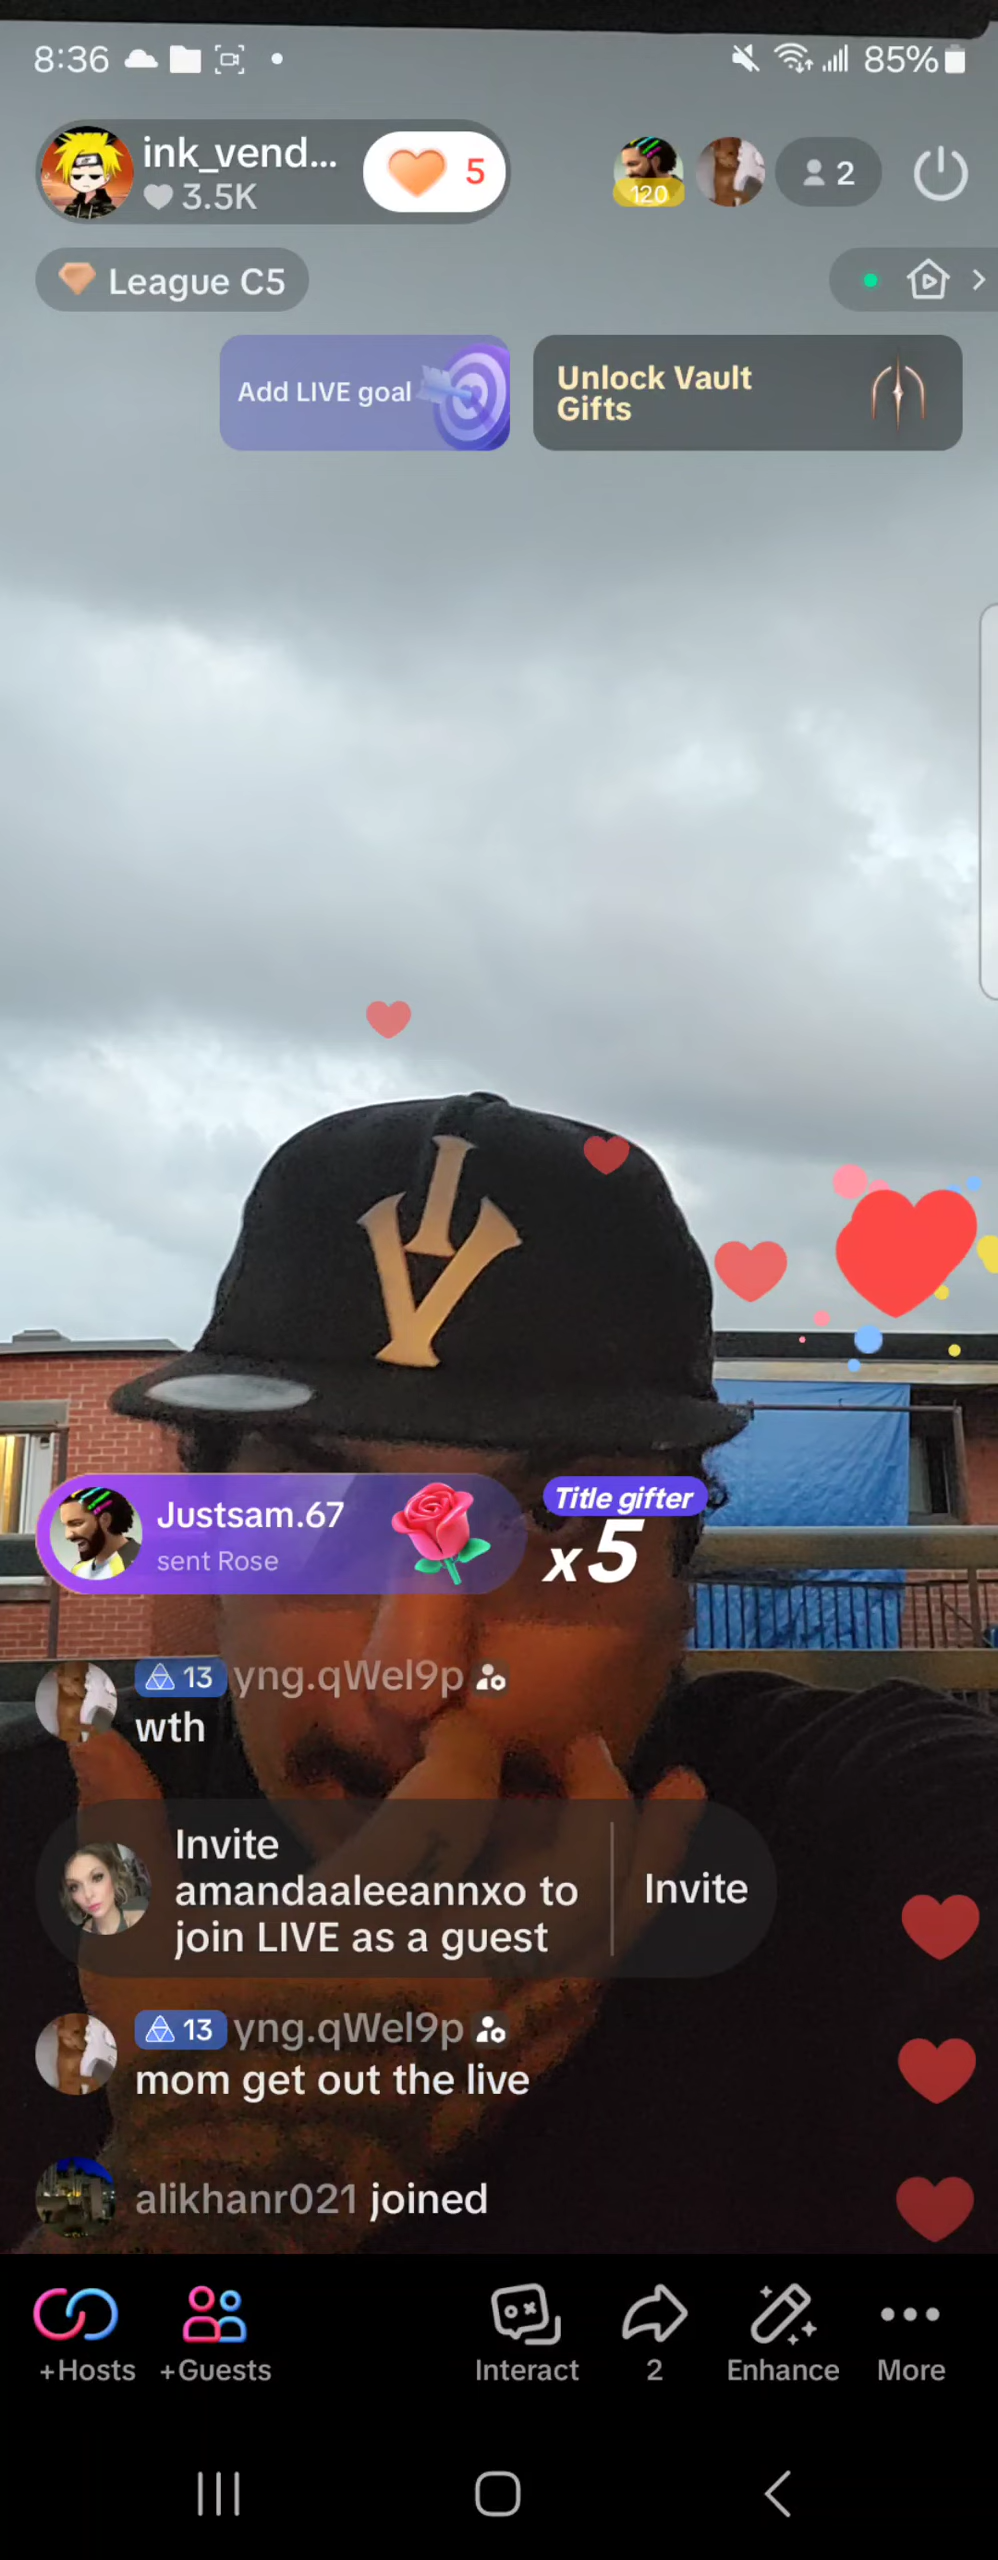 8:36
85%
ink_vend...
3.5K
5
120
2
League C5
Add LIVE goal
Unlock Vault
Gifts
Justsam.67
sent Rose
Title gifter
x5
13 yng.qWel9p
wth
Invite
amandaaleeannxo to
join LIVE as a guest
Invite
13 yng.qWel9p
mom get out the live
alikhanr021 joined
+Hosts
+Guests
Interact
2
Enhance
More